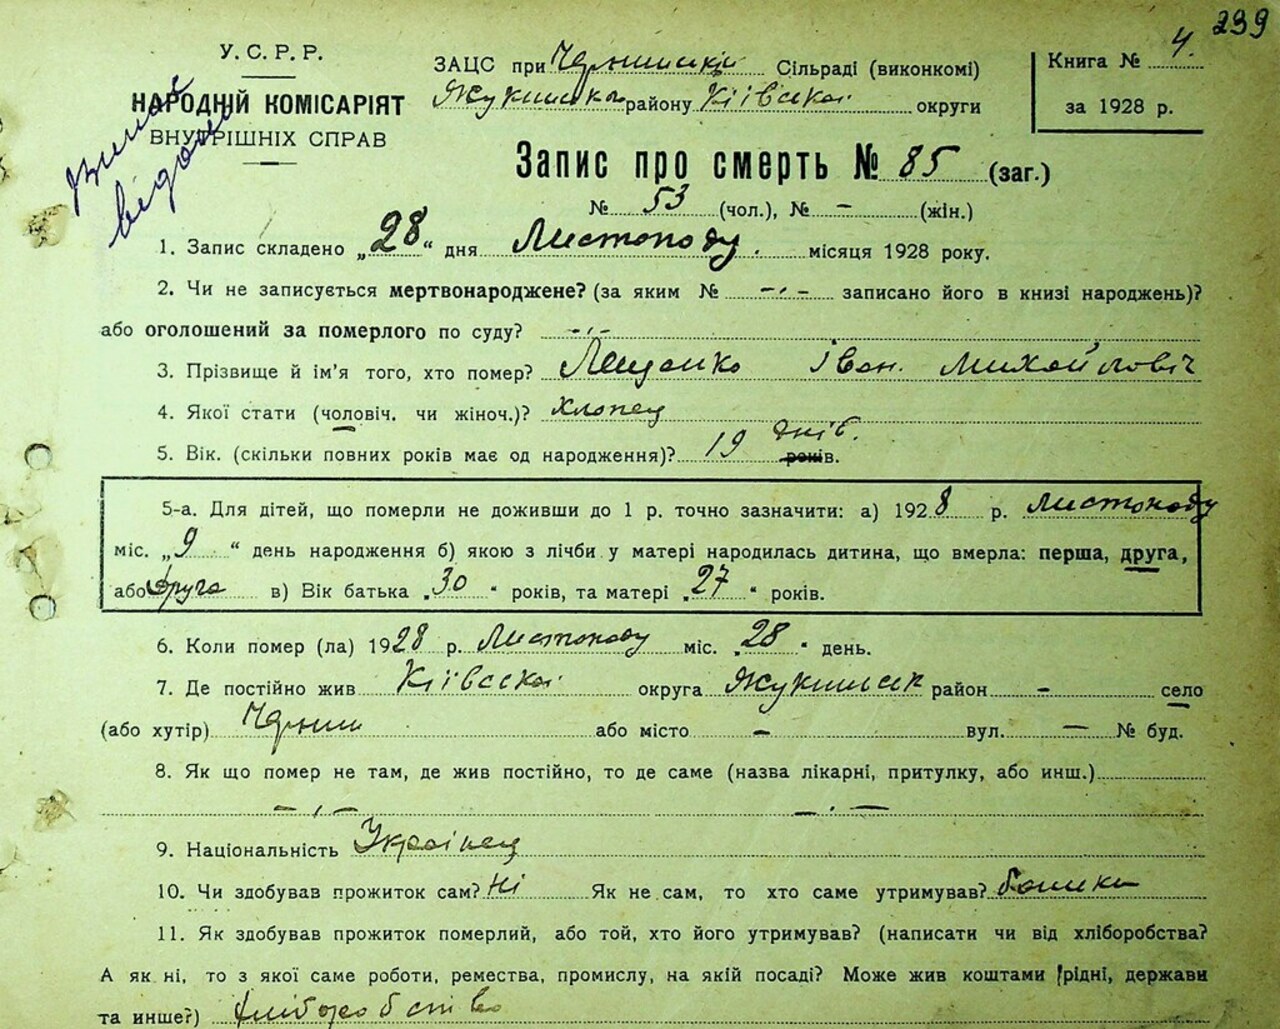 239
У.С.Р.Р.
НАРОДНІЙ КОМІСАРІЯТ
ВНУТРІШНІХ СПРАВ
ЗАЦС при Сільраді (виконкомі)
району Київської округи
Книга № 4.
за 1928 р.
Запис про смерть № 85 (заг.)
№ 53 (чол.), № – (жін.)
1. Запис складено „28“ дня Листопаду. місяця 1928 року.
2. Чи не записується мертвонароджене? (за яким № –·– записано його в книзі народжень)?
або оголошений за померлого по суду? –·–
3. Прізвище й ім'я того, хто помер? Лещенко Іван. Михайловіч
4. Якої стати (чоловіч. чи жіноч.)? хлопец
5. Вік. (скільки повних років має од народження)? 19 днів. років.
5-а. Для дітей, що померли не доживши до 1 р. точно зазначити: а) 1928 р. Листопаду
міс. „9“ день народження б) якою з лічби у матері народилась дитина, що вмерла: перша, друга,
або друга в) Вік батька „30“ років, та матері „27“ років.
6. Коли помер (ла) 1928 р. Листопаду міс. „28“ день.
7. Де постійно жив Київской округа район – село
(або хутір) або місто – вул. – № буд.
8. Як що помер не там, де жив постійно, то де саме (назва лікарні, притулку, або инш.)
–·– –·–
9. Національність Українец
10. Чи здобував прожиток сам? Ні Як не сам, то хто саме утримував? батьки
11. Як здобував прожиток померлий, або той, хто його утримував? (написати чи від хліборобства?
А як ні, то з якої саме роботи, ремества, промислу, на якій посаді? Може жив коштами рідні, держави
та инше?) хліборобство